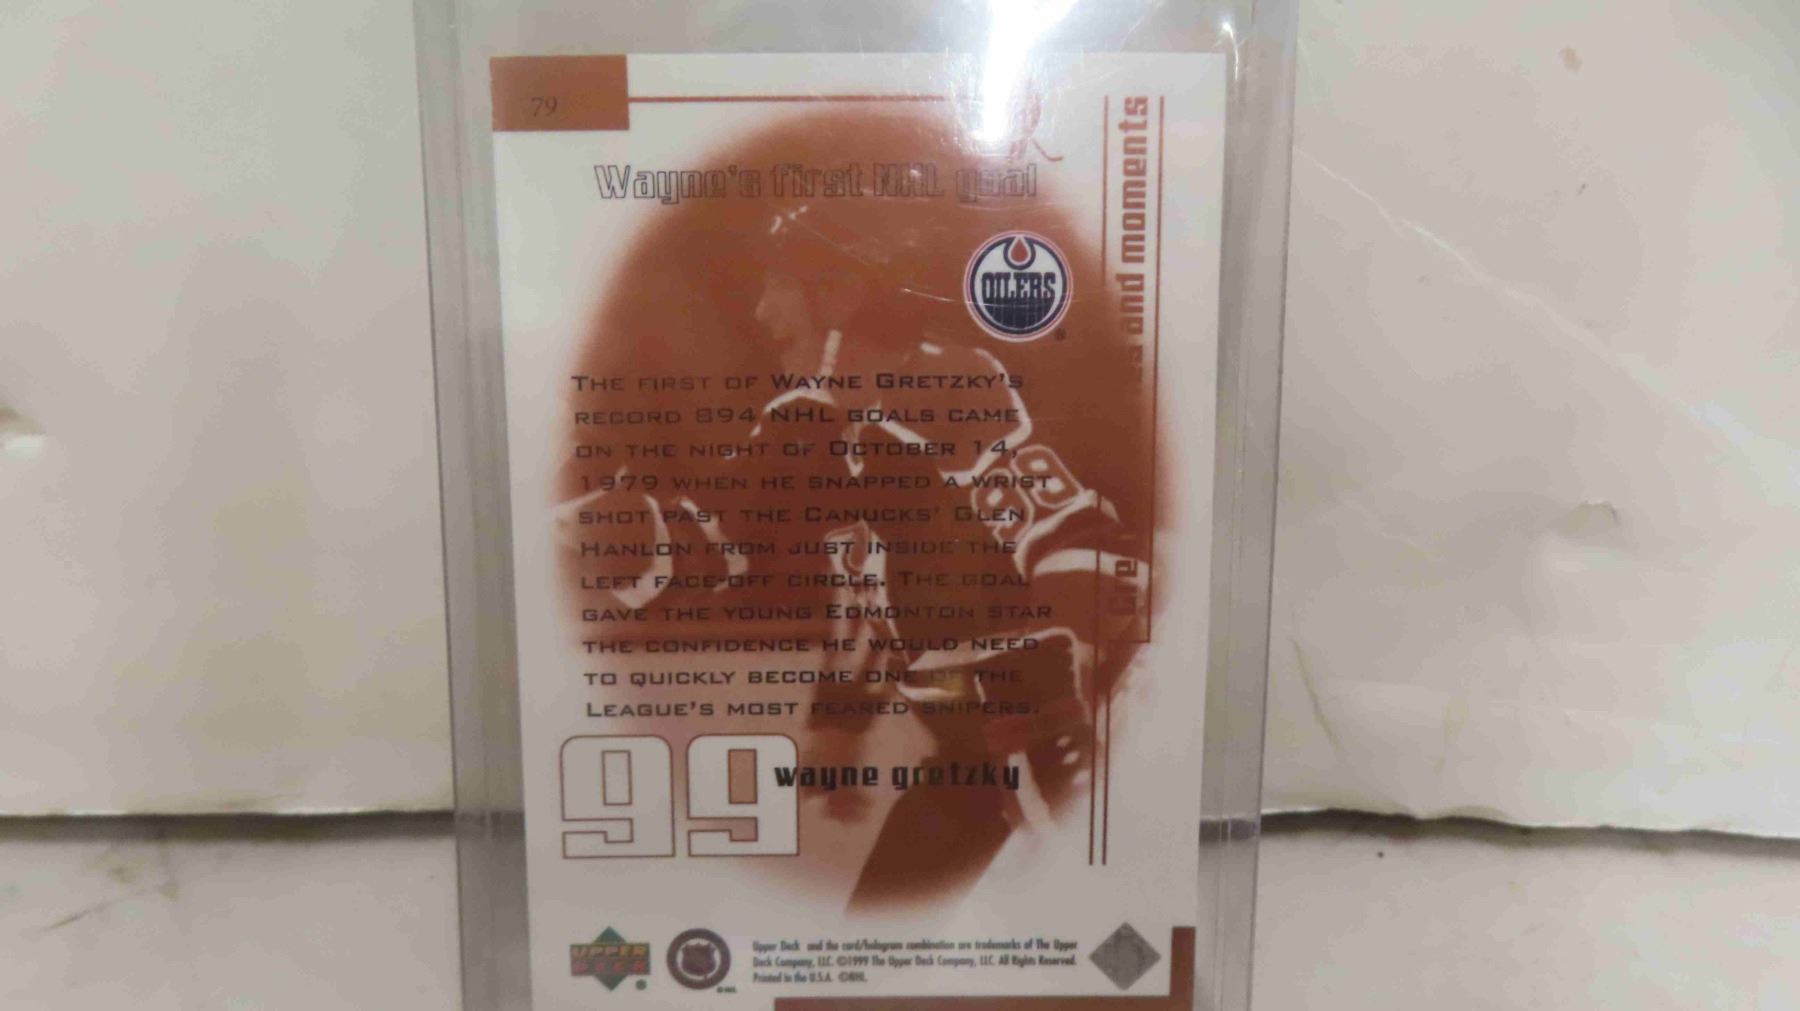 79
Wayne's first NHL goal
OILERS
and moments
THE FIRST OF WAYNE GRETZKY'S
RECORD 894 NHL GOALS CAME
ON THE NIGHT OF OCTOBER 14,
1979 WHEN HE SNAPPED A WRIST
SHOT PAST THE CANUCKS' GLEN
HANLON FROM JUST INSIDE THE
LEFT FACE-OFF CIRCLE. THE GOAL
GAVE THE YOUNG EDMONTON STAR
THE CONFIDENCE HE WOULD NEED
TO QUICKLY BECOME ONE OF THE
LEAGUE'S MOST FEARED SNIPERS.
99
99 wayne gretzky
UPPER
DECK
Upper Deck and the card/hologram combination are trademarks of The Upper
Deck Company, LLC. ©1999 The Upper Deck Company, LLC. All Rights Reserved.
Printed in the U.S.A. ©NHL.